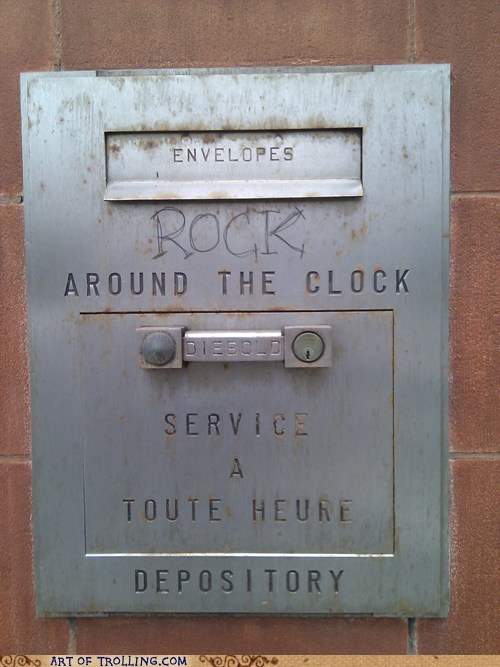 ENVELOPES
ROCK
AROUND THE CLOCK
DIEBOLD
SERVICE
A
TOUTE HEURE
DEPOSITORY
ART OF TROLLING.COM